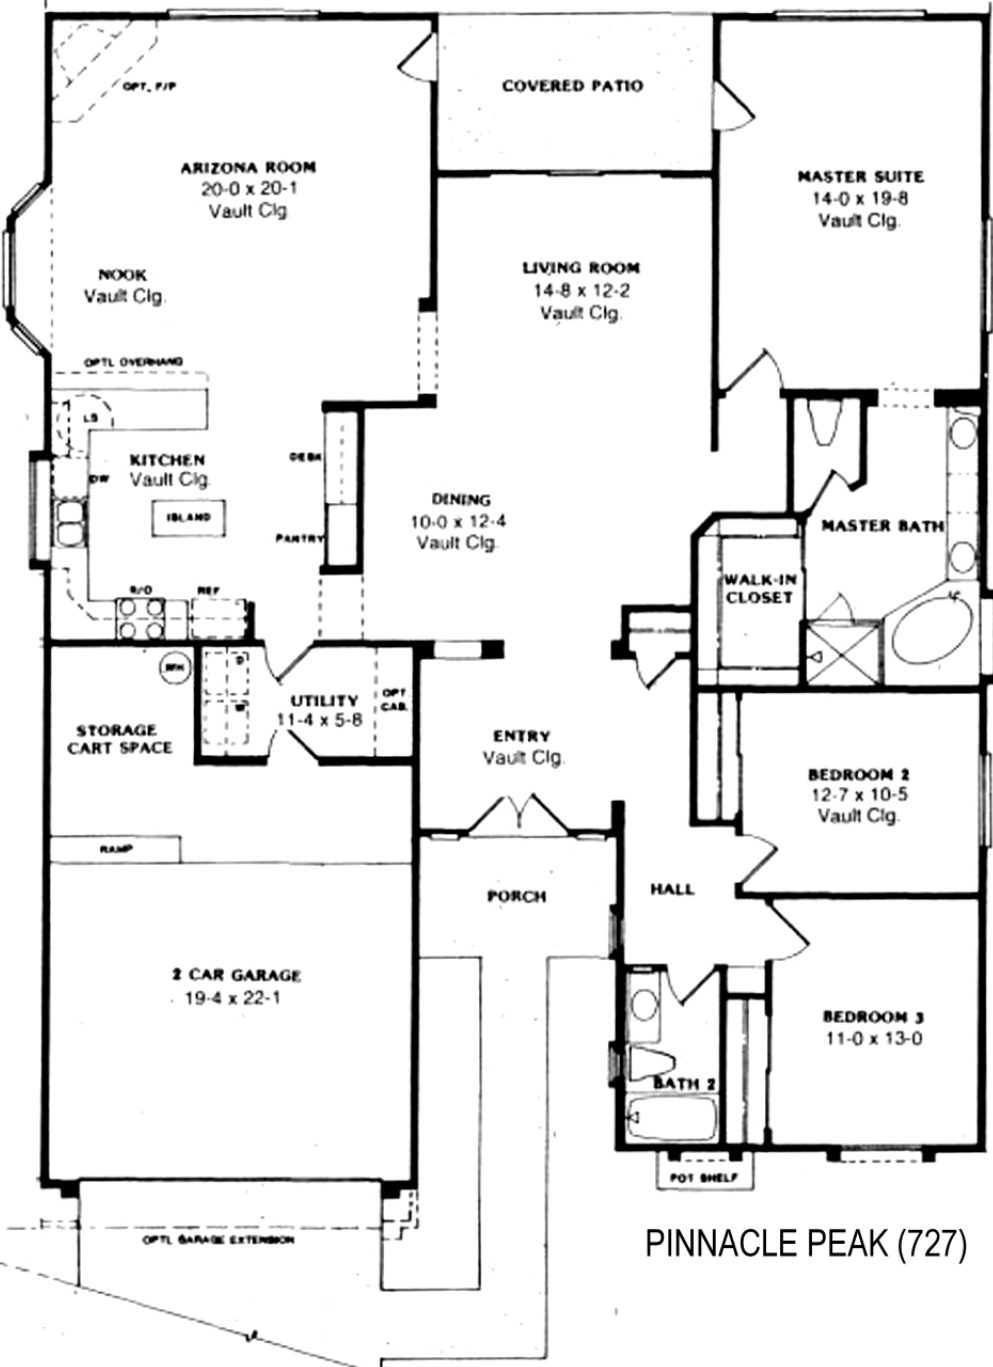 COVERED PATIO
OPT. F/P
ARIZONA ROOM
20-0 x 20-1
Vault Clg.
MASTER SUITE
14-0 x 19-8
Vault Clg.
NOOK
Vault Clg.
LIVING ROOM
14-8 x 12-2
Vault Clg.
OPTL OVERHANG
LS
KITCHEN
Vault Clg.
DW
ISLAND
DESK
PANTRY
DINING
10-0 x 12-4
Vault Clg.
MASTER BATH
WALK-IN
CLOSET
R/O
REF
WH
D
W
UTILITY
11-4 x 5-8
OPT.
CAB.
STORAGE
CART SPACE
ENTRY
Vault Clg.
BEDROOM 2
12-7 x 10-5
Vault Clg.
RAMP
PORCH
HALL
2 CAR GARAGE
19-4 x 22-1
BEDROOM 3
11-0 x 13-0
BATH 2
POT SHELF
OPTL GARAGE EXTENSION
PINNACLE PEAK (727)